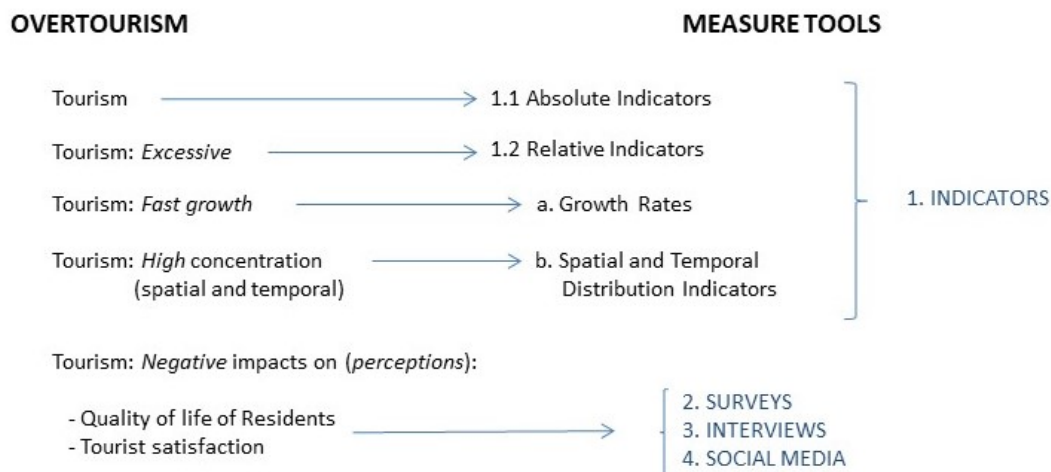 OVERTOURISM MEASURE TOOLS
Tourism 1.1 Absolute Indicators
Tourism: Excessive 1.2 Relative Indicators
Tourism: Fast growth a. Growth Rates
1. INDICATORS
Tourism: High concentration b. Spatial and Temporal
(spatial and temporal) Distribution Indicators
Tourism: Negative impacts on (perceptions):
- Quality of life of Residents
- Tourist satisfaction
2. SURVEYS
3. INTERVIEWS
4. SOCIAL MEDIA